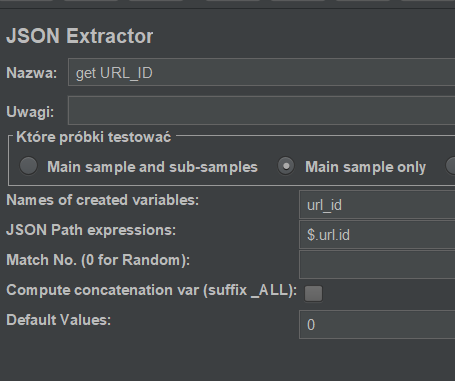 JSON Extractor
Nazwa: get URL_ID
Uwagi:
Które próbki testować
Main sample and sub-samples Main sample only
Names of created variables: url_id
JSON Path expressions: $.url.id
Match No. (0 for Random):
Compute concatenation var (suffix _ALL):
Default Values: 0